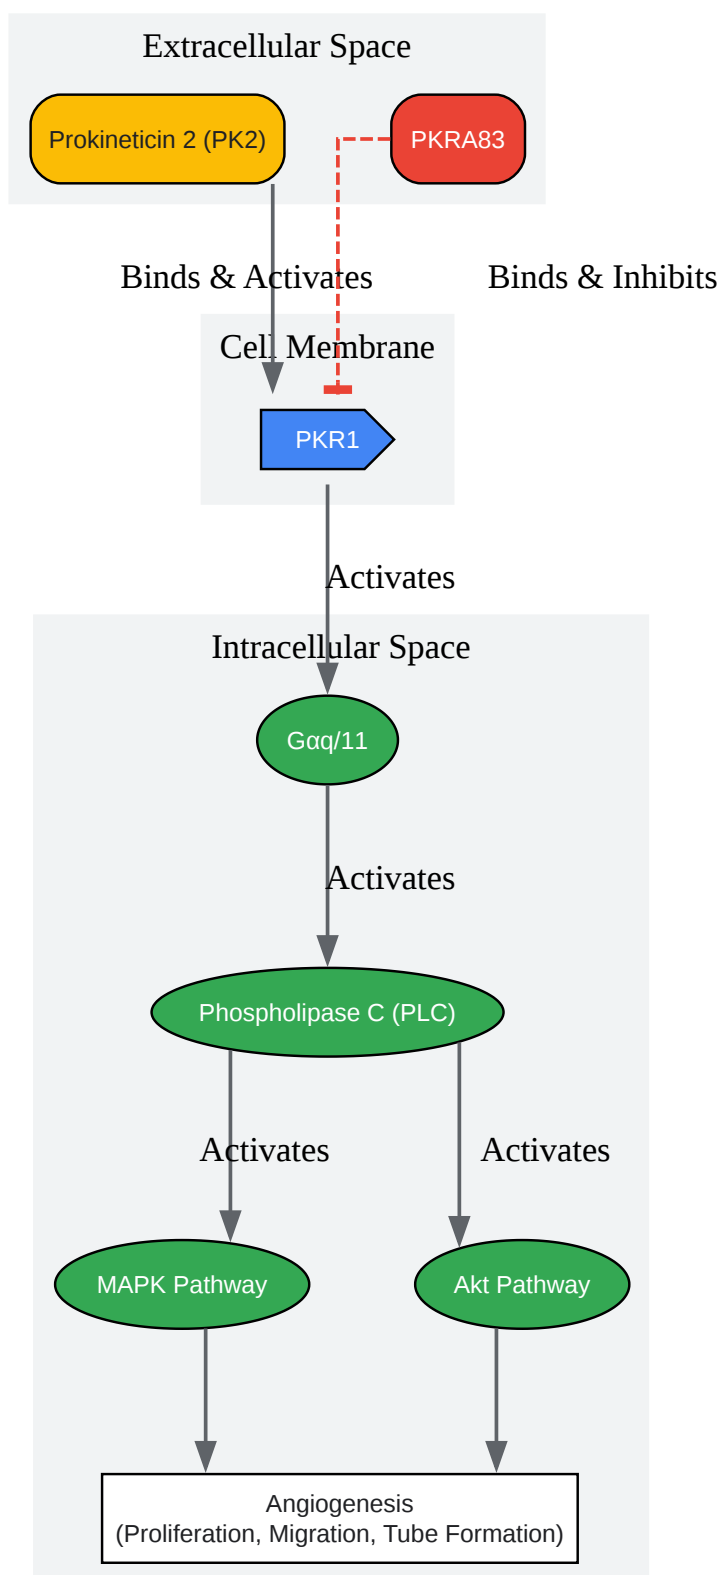 Extracellular Space
Prokineticin 2 (PK2)
PKRA83
Binds & Activates
Binds & Inhibits
Cell Membrane
PKR1
Activates
Intracellular Space
Gαq/11
Activates
Phospholipase C (PLC)
Activates
Activates
MAPK Pathway
Akt Pathway
Angiogenesis
(Proliferation, Migration, Tube Formation)